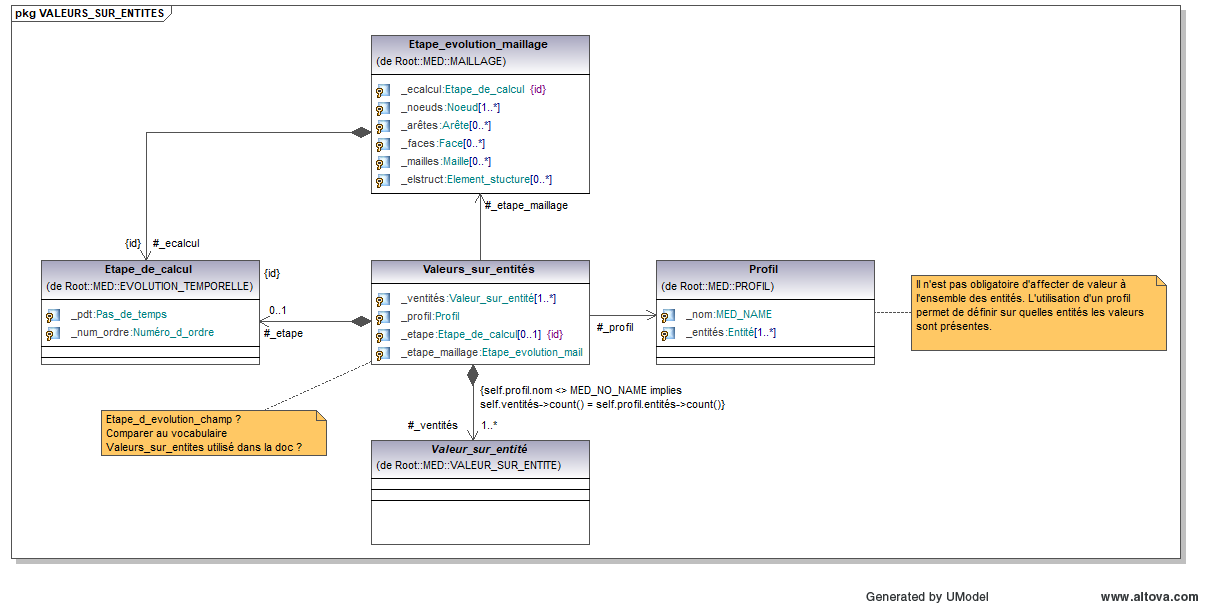 pkg VALEURS_SUR_ENTITES
Etape_evolution_maillage
(de Root::MED::MAILLAGE)
_ecalcul:Etape_de_calcul {id}
_noeuds:Noeud[1..*]
_arêtes:Arête[0..*]
_faces:Face[0..*]
_mailles:Maille[0..*]
_elstruct:Element_stucture[0..*]
#_etape_maillage
{id} #_ecalcul
Etape_de_calcul
(de Root::MED::EVOLUTION_TEMPORELLE)
_pdt:Pas_de_temps
_num_ordre:Numéro_d_ordre
{id}
0..1
#_etape
Valeurs_sur_entités
_ventités:Valeur_sur_entité[1..*]
_profil:Profil
_etape:Etape_de_calcul[0..1] {id}
_etape_maillage:Etape_evolution_mail
#_profil
Profil
(de Root::MED::PROFIL)
_nom:MED_NAME
_entités:Entité[1..*]
Il n'est pas obligatoire d'affecter de valeur à
l'ensemble des entités. L'utilisation d'un profil
permet de définir sur quelles entités les valeurs
sont présentes.
{self.profil.nom <> MED_NO_NAME implies
self.ventités->count() = self.profil.entités->count()}
#_ventités 1..*
Etape_d_evolution_champ ?
Comparer au vocabulaire
Valeurs_sur_entites utilisé dans la doc ?
Valeur_sur_entité
(de Root::MED::VALEUR_SUR_ENTITE)
Generated by UModel
www.altova.com